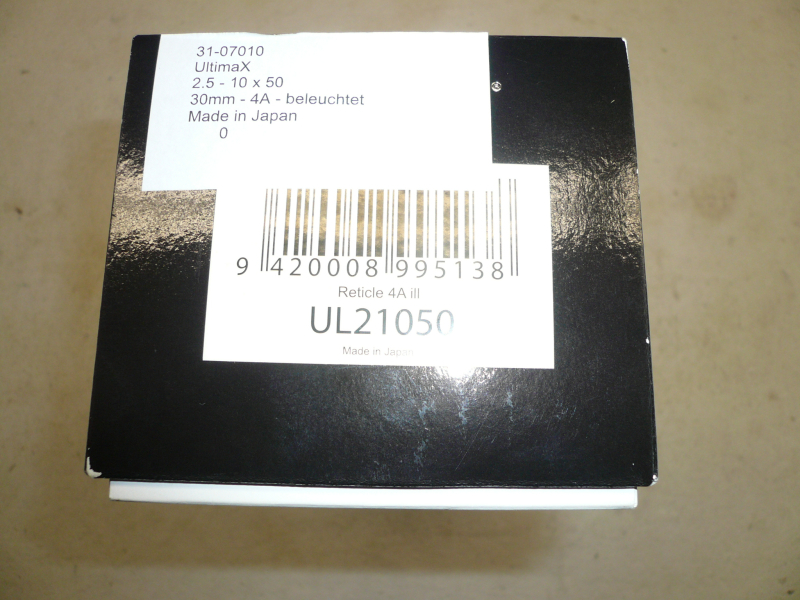 31-07010
UltimaX
2.5 - 10 x 50
30mm - 4A - beleuchtet
Made in Japan
0
9 420008 995138
Reticle 4A ill
UL21050
Made in Japan